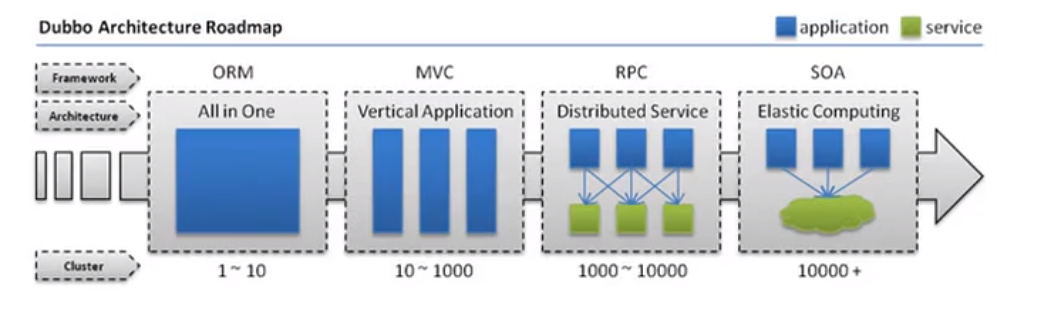 Dubbo Architecture Roadmap
application service
Framework ORM MVC RPC SOA
Architecture All in One Vertical Application Distributed Service Elastic Computing
Cluster 1 ~ 10 10 ~ 1000 1000 ~ 10000 10000 +